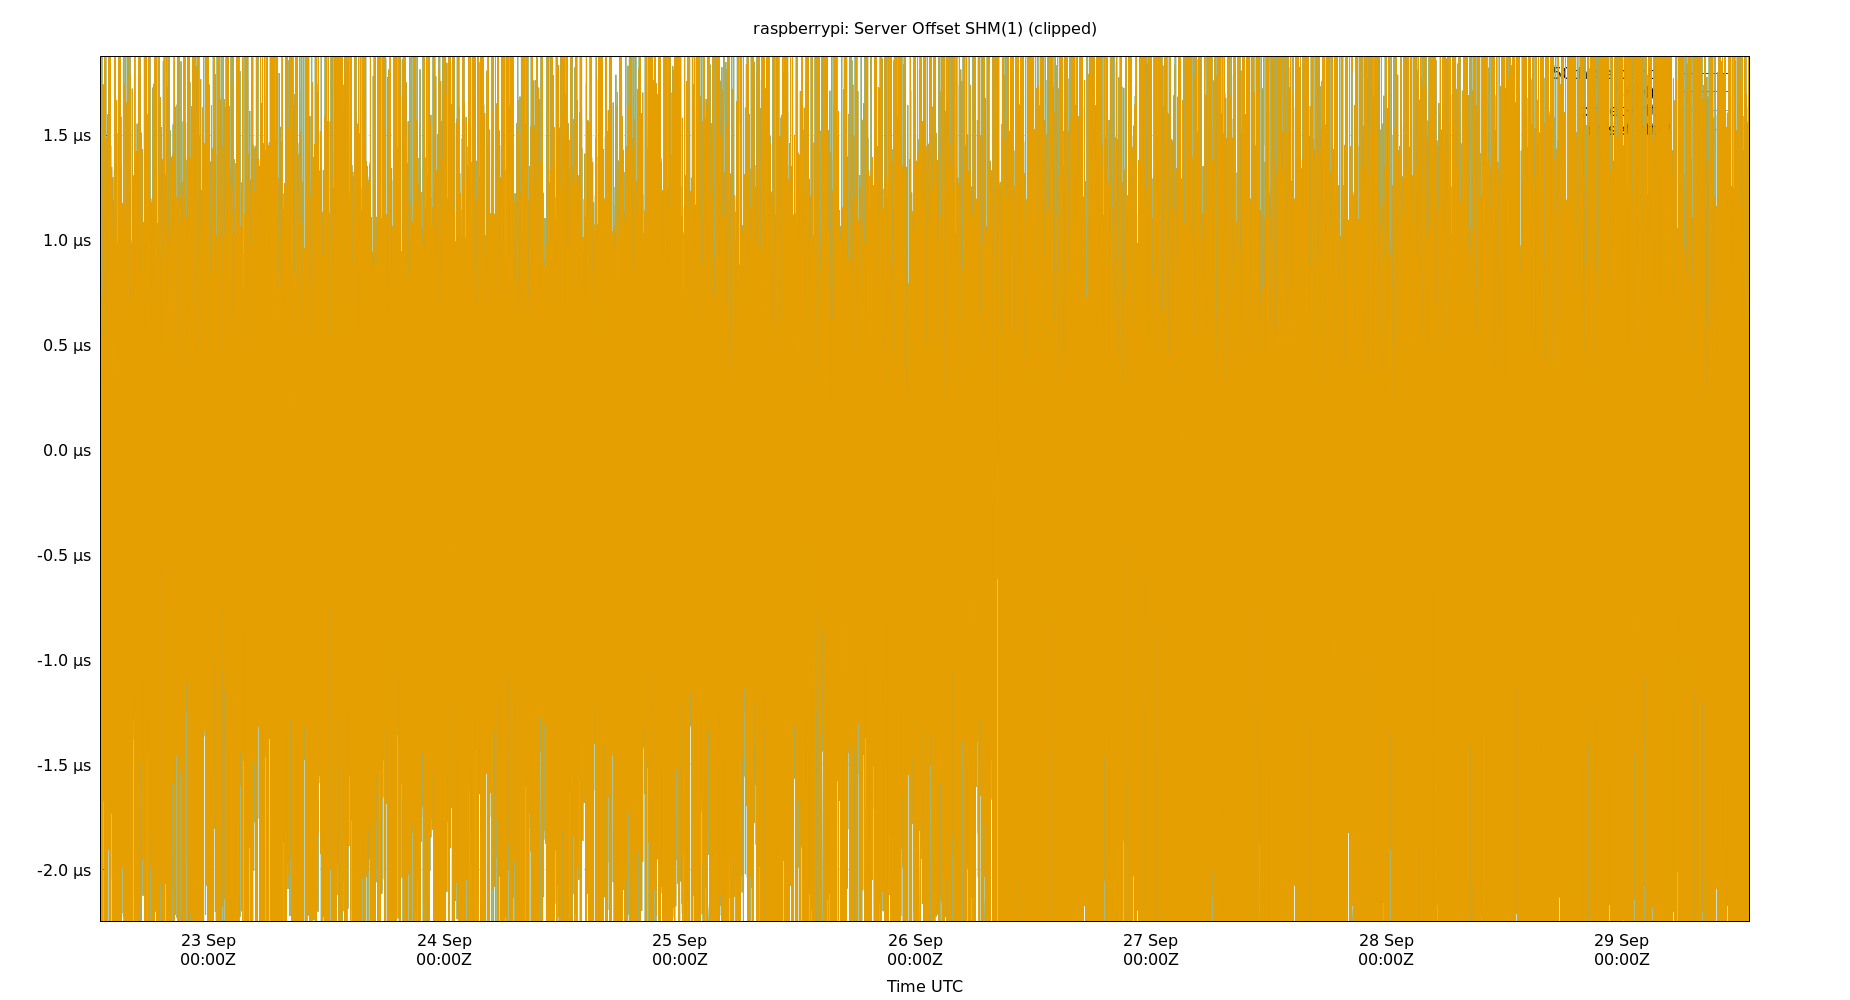 raspberrypi: Server Offset SHM(1) (clipped)
1.5 µs
1.0 µs
0.5 µs
0.0 µs
-0.5 µs
-1.0 µs
-1.5 µs
-2.0 µs
23 Sep 24 Sep 25 Sep 26 Sep 27 Sep 28 Sep 29 Sep
00:00Z 00:00Z 00:00Z 00:00Z 00:00Z 00:00Z 00:00Z
Time UTC